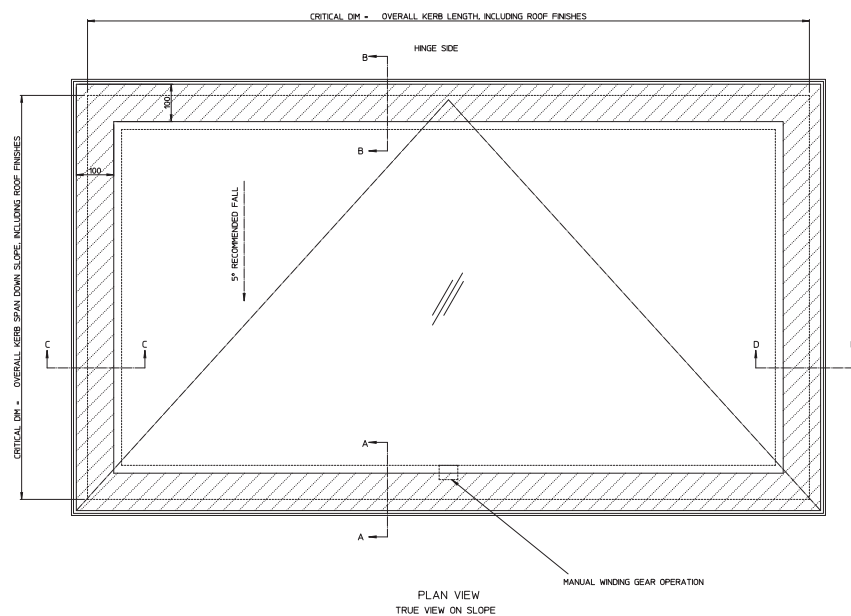 CRITICAL DIM = OVERALL KERB LENGTH, INCLUDING ROOF FINISHES
HINGE SIDE
B
100
B
100
CRITICAL DIM = OVERALL KERB SPAN DOWN SLOPE, INCLUDING ROOF FINISHES
5° RECOMMENDED FALL
C
C
D
A
A
MANUAL WINDING GEAR OPERATION
PLAN VIEW
TRUE VIEW ON SLOPE